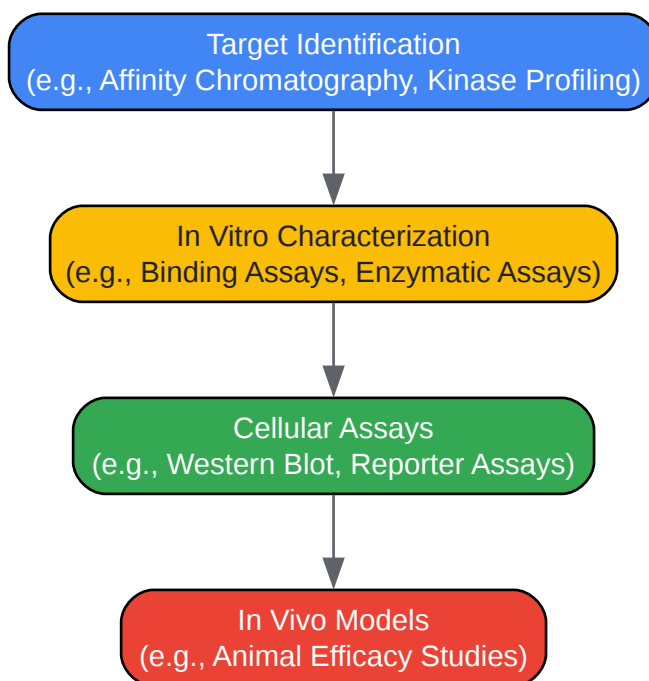 Target Identification
(e.g., Affinity Chromatography, Kinase Profiling)
In Vitro Characterization
(e.g., Binding Assays, Enzymatic Assays)
Cellular Assays
(e.g., Western Blot, Reporter Assays)
In Vivo Models
(e.g., Animal Efficacy Studies)